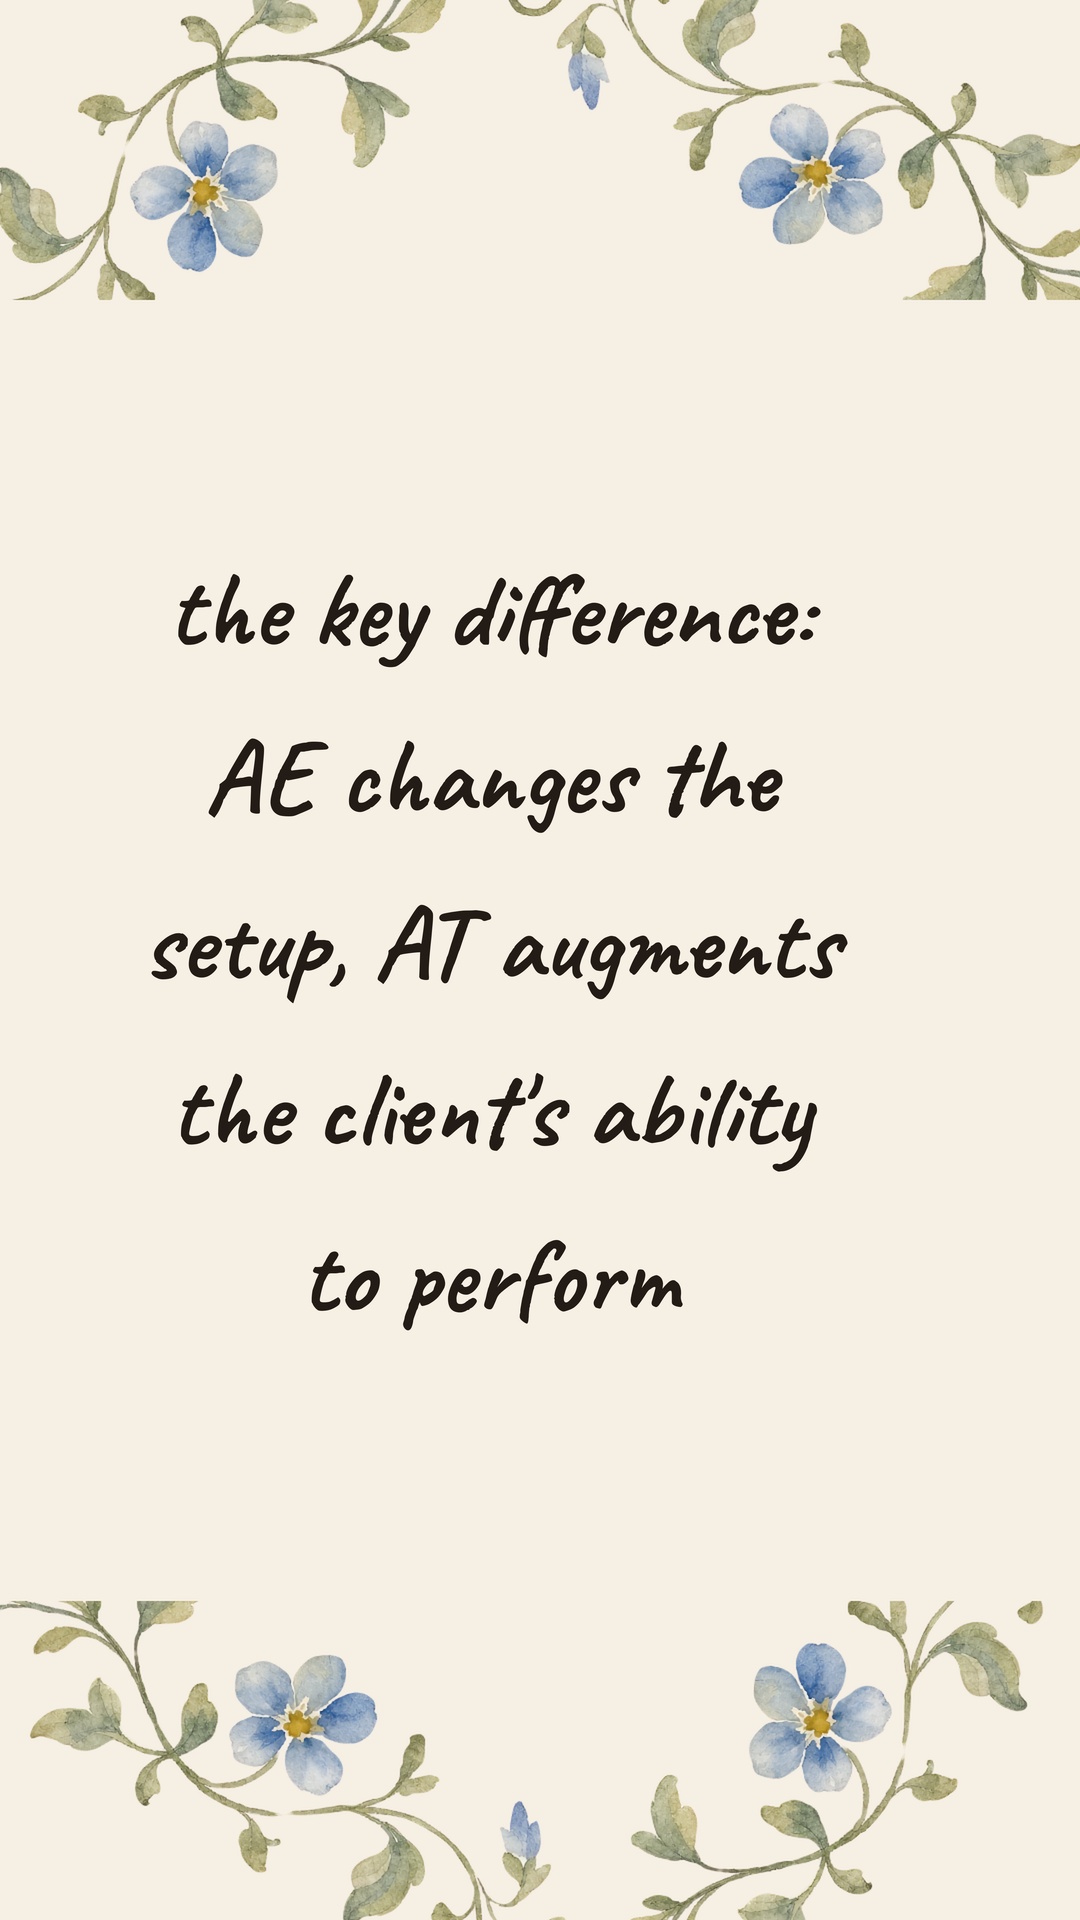 the key difference:
AE changes the
setup, AT augments
the client's ability
to perform